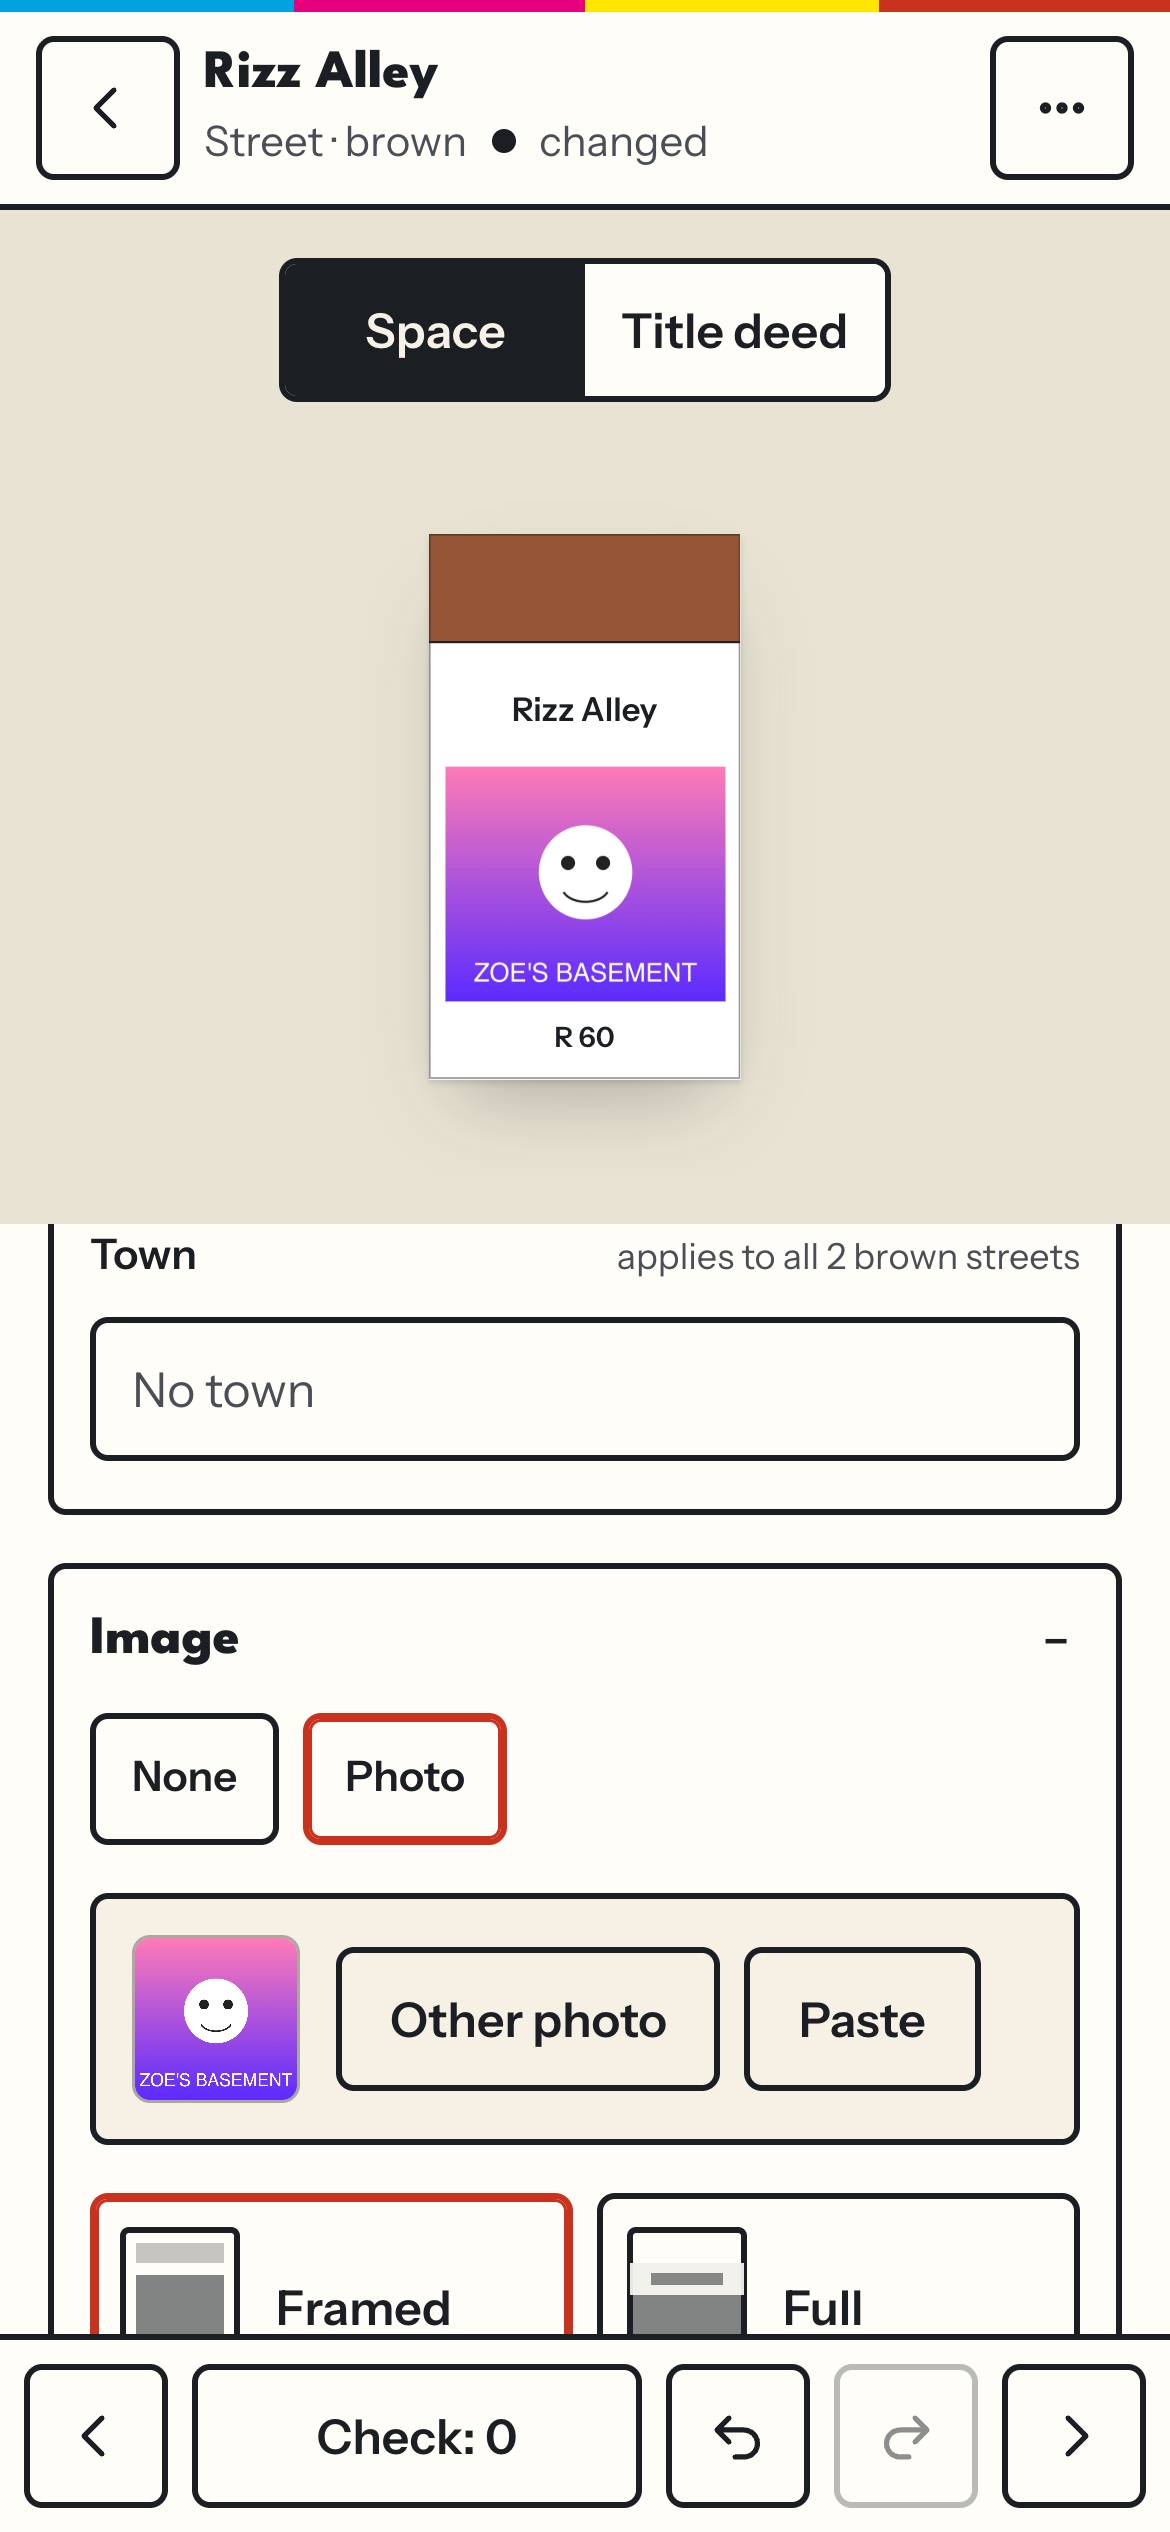 Rizz Alley
Street · brown ● changed
Space
Title deed
Rizz Alley
ZOE'S BASEMENT
R 60
Town
applies to all 2 brown streets
No town
Image
None
Photo
ZOE'S BASEMENT
Other photo
Paste
Framed
Full
Check: 0